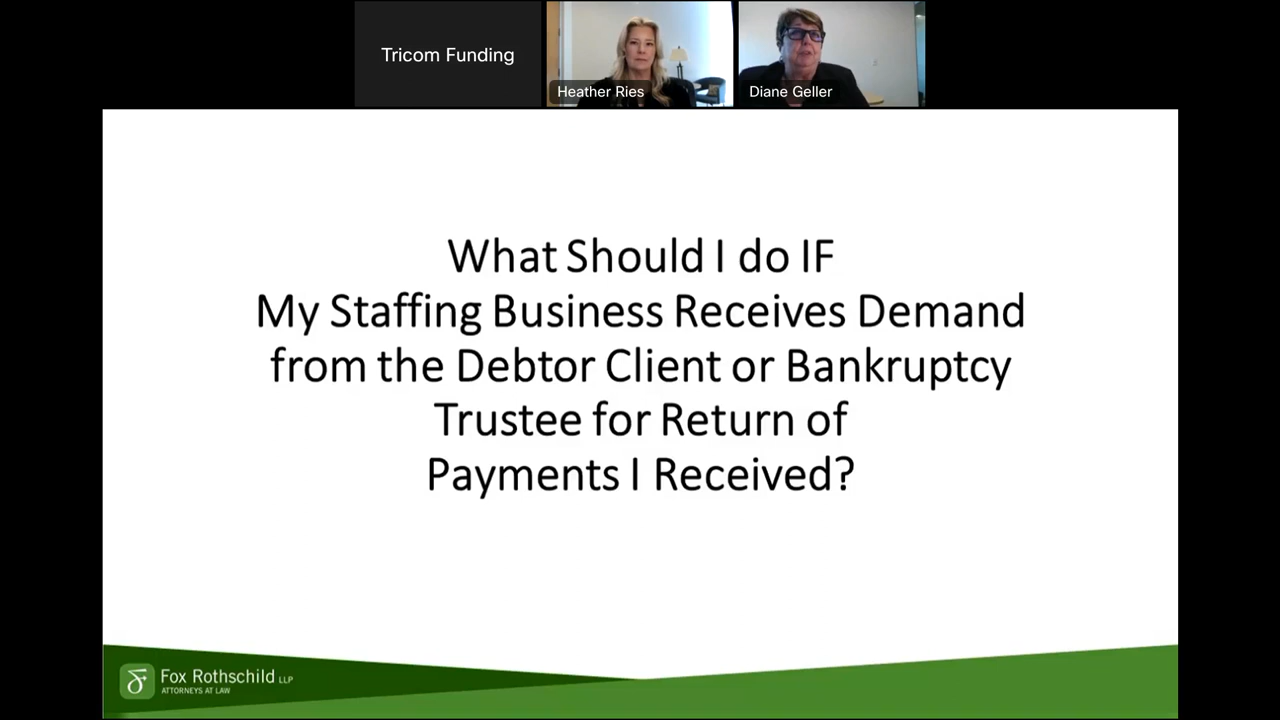 Tricom Funding
Heather Ries
Diane Geller
What Should I do IF
My Staffing Business Receives Demand
from the Debtor Client or Bankruptcy
Trustee for Return of
Payments I Received?
Fox Rothschild LLP
ATTORNEYS AT LAW